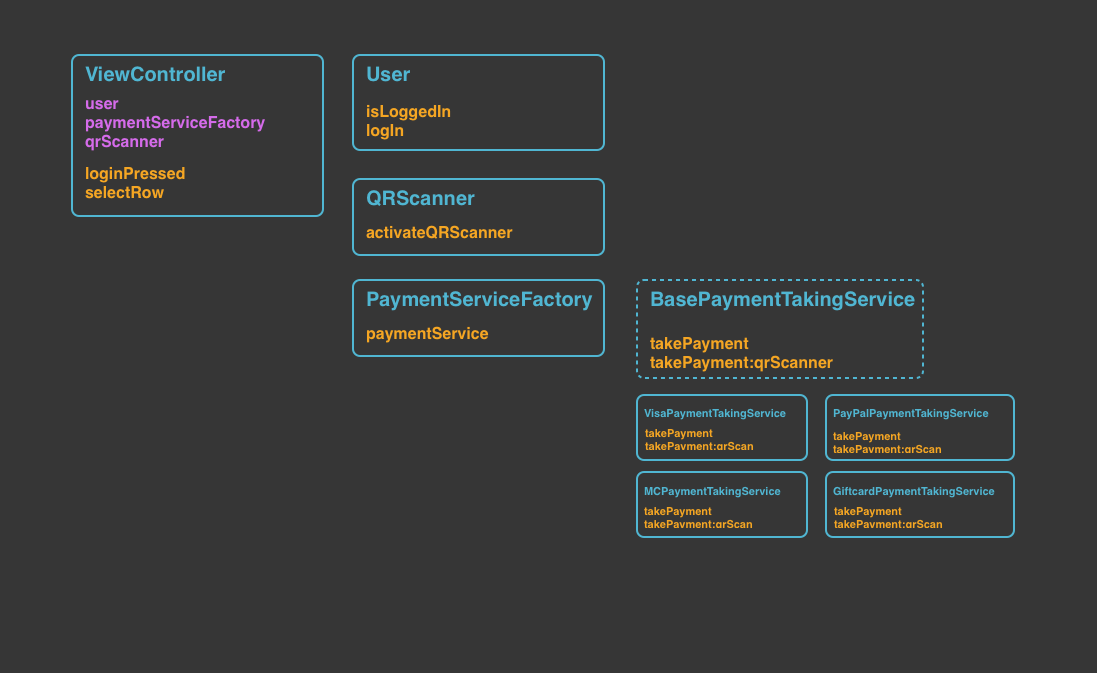 ViewController
user
paymentServiceFactory
qrScanner
loginPressed
selectRow
User
isLoggedIn
logIn
QRScanner
activateQRScanner
PaymentServiceFactory
paymentService
BasePaymentTakingService
takePayment
takePayment:qrScanner
VisaPaymentTakingService
takePayment
takePayment:qrScan
PayPalPaymentTakingService
takePayment
takePayment:qrScan
MCPaymentTakingService
takePayment
takePayment:qrScan
GiftcardPaymentTakingService
takePayment
takePayment:qrScan